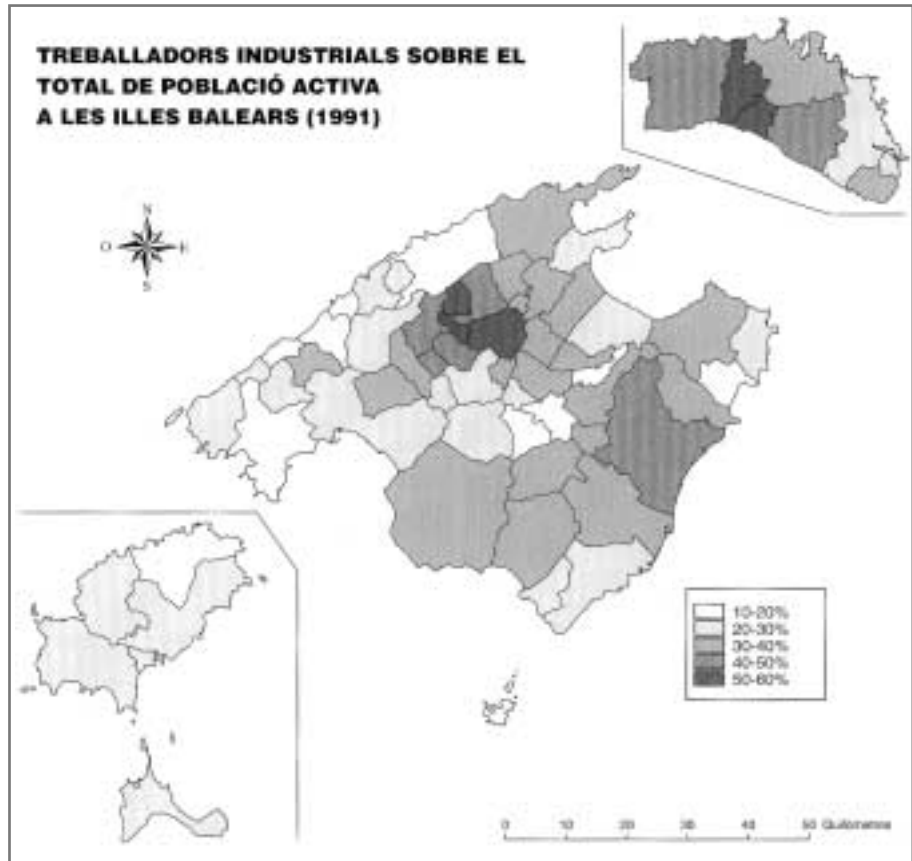 TREBALLADORS INDUSTRIALS SOBRE EL
TOTAL DE POBLACIÓ ACTIVA
A LES ILLES BALEARS (1991)
N
O E
S
10-20%
20-30%
30-40%
40-50%
50-60%
0 10 20 30 40 50 Quilòmetres